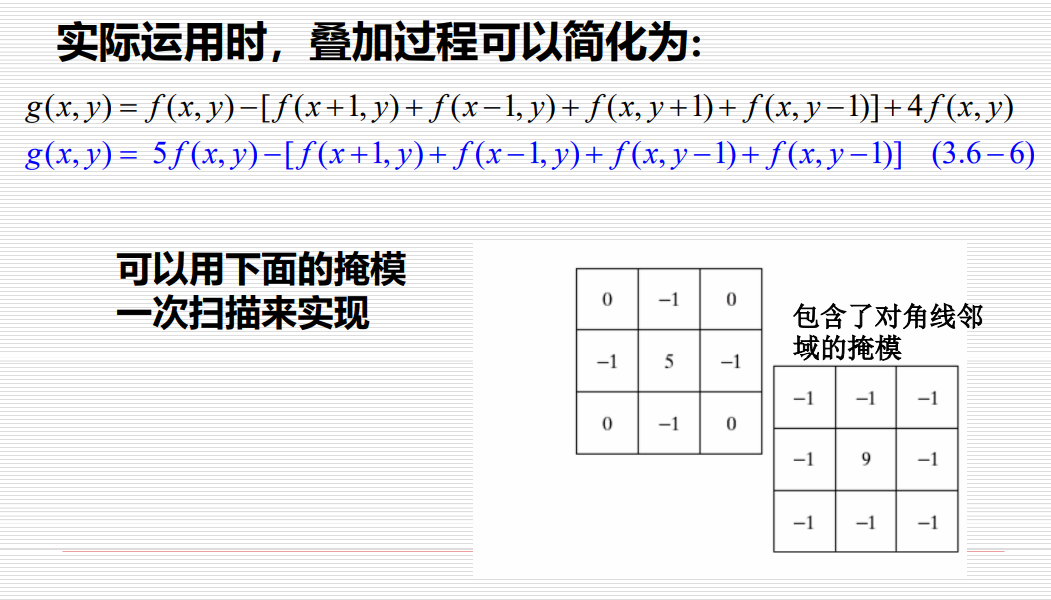 实际运用时，叠加过程可以简化为:
g(x, y) = f(x, y)−[f(x+1, y)+ f(x−1, y)+ f(x, y+1)+ f(x, y−1)]+4f(x, y)
g(x, y) = 5f(x, y)−[f(x+1, y)+ f(x−1, y)+ f(x, y−1)+ f(x, y−1)] (3.6−6)
可以用下面的掩模
一次扫描来实现
0 −1 0
−1 5 −1
0 −1 0
包含了对角线邻
域的掩模
−1 −1 −1
−1 9 −1
−1 −1 −1